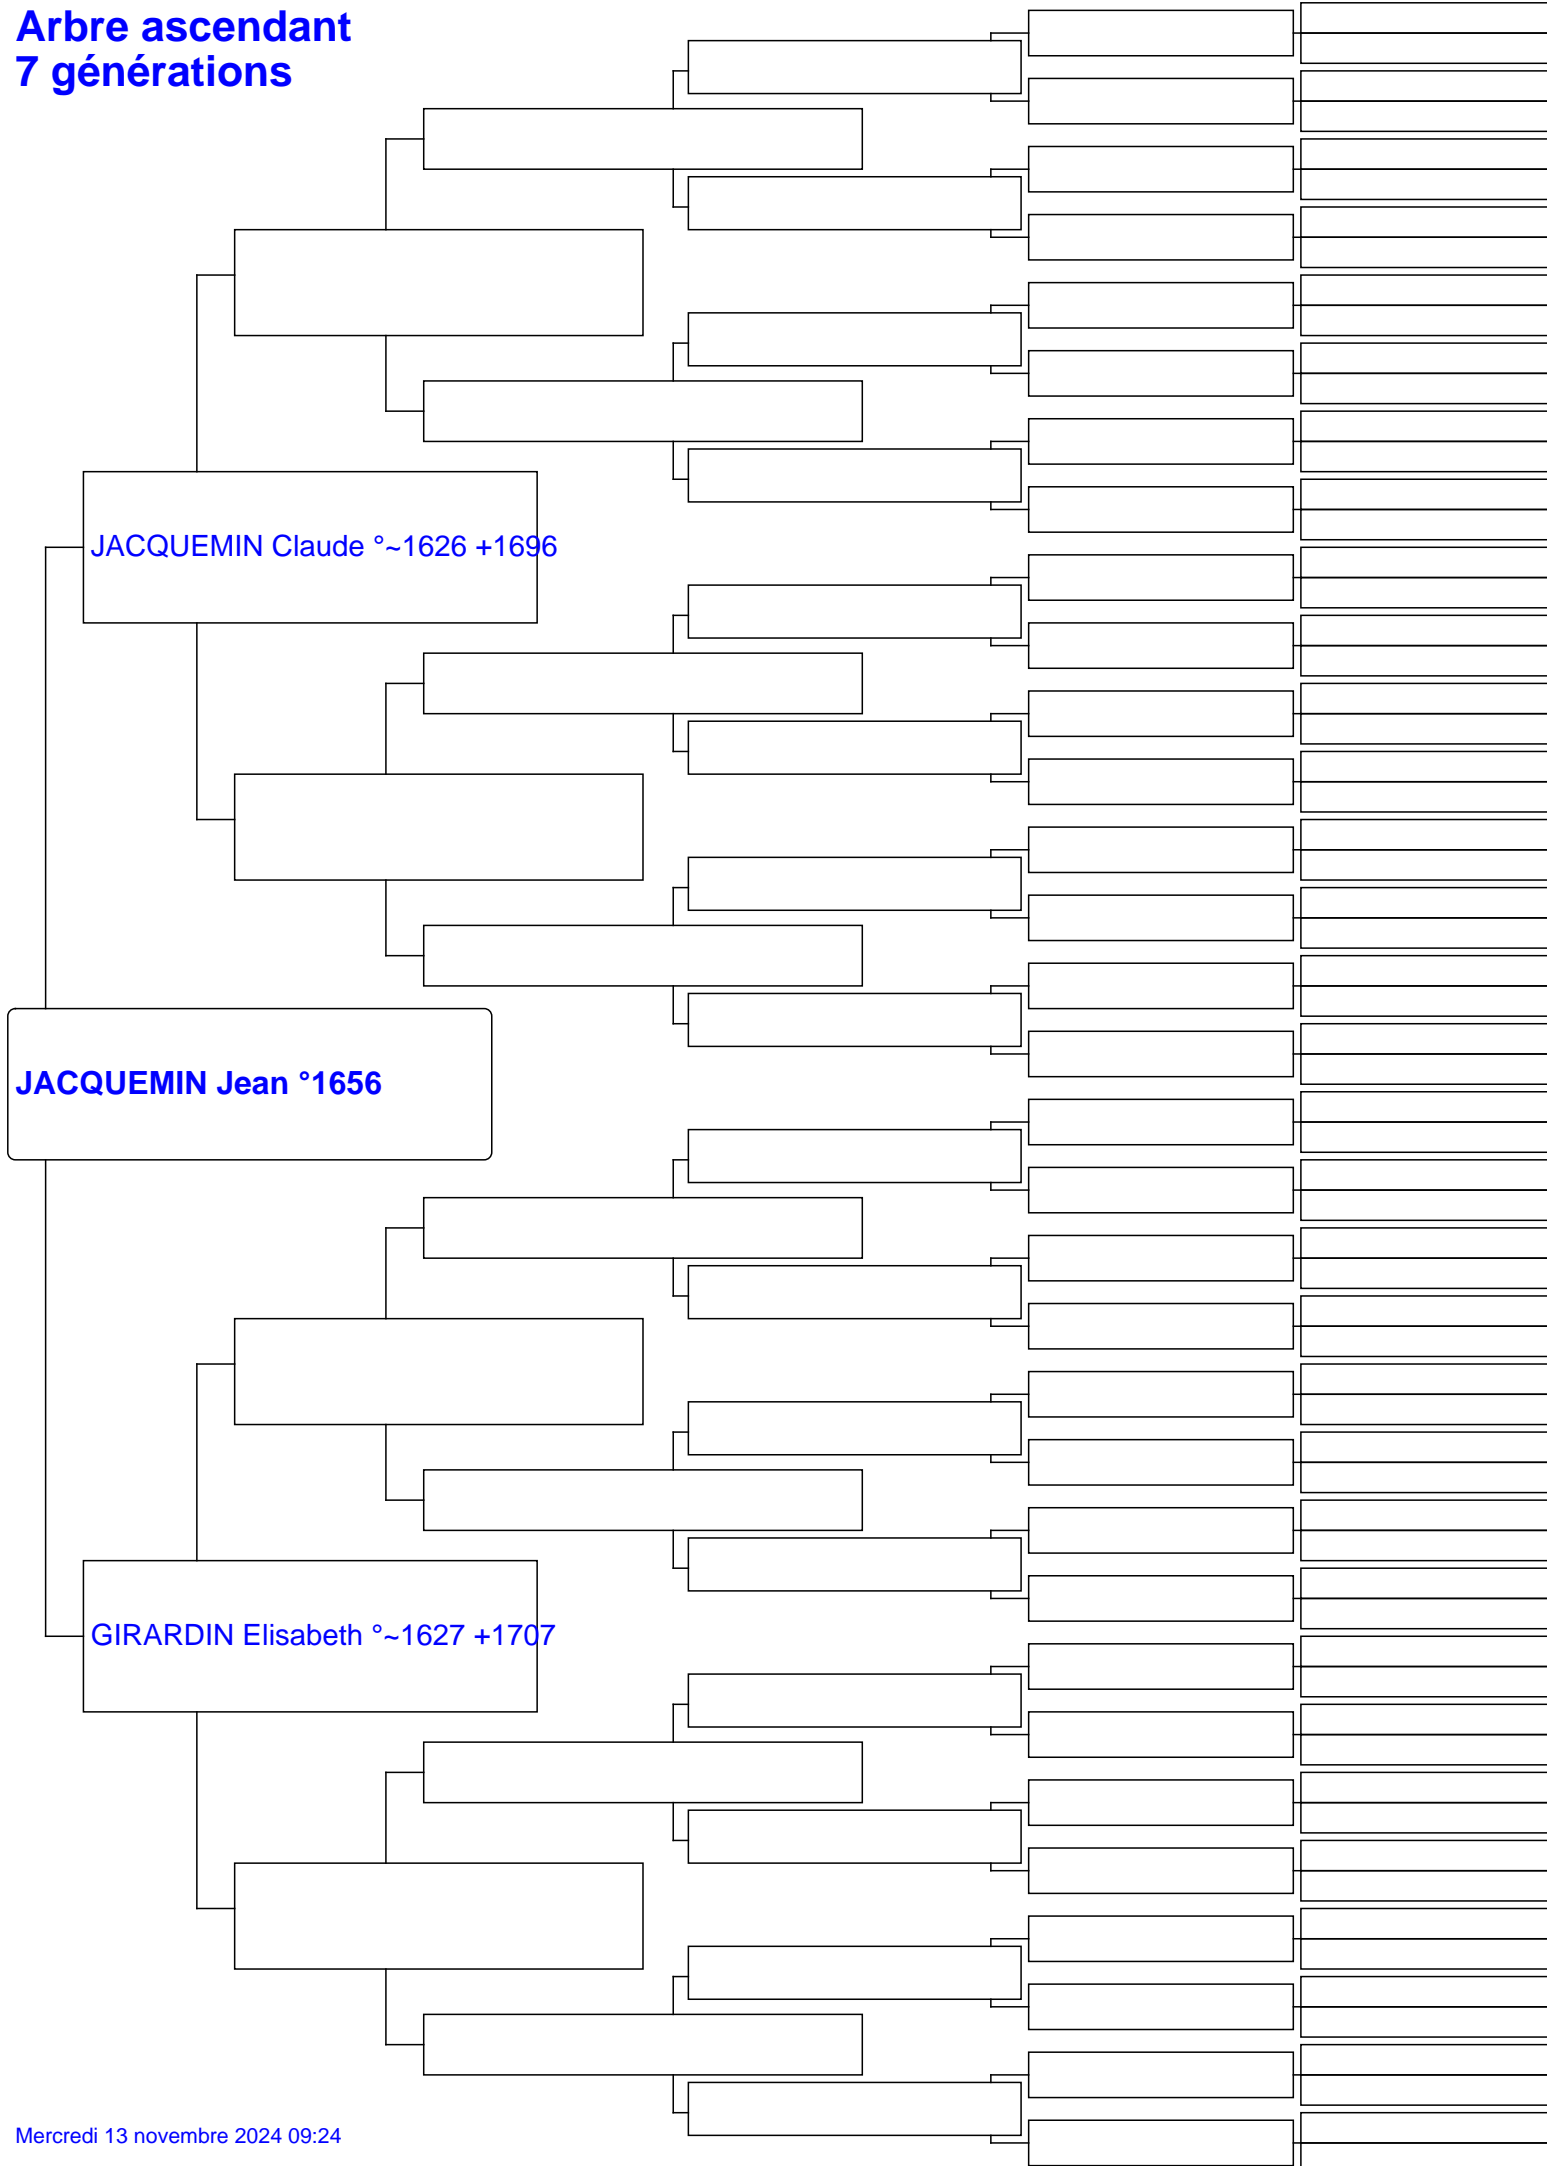 Arbre ascendant
7 générations
JACQUEMIN Claude °~1626 +1696
JACQUEMIN Jean °1656
GIRARDIN Elisabeth °~1627 +1707
Mercredi 13 novembre 2024 09:24